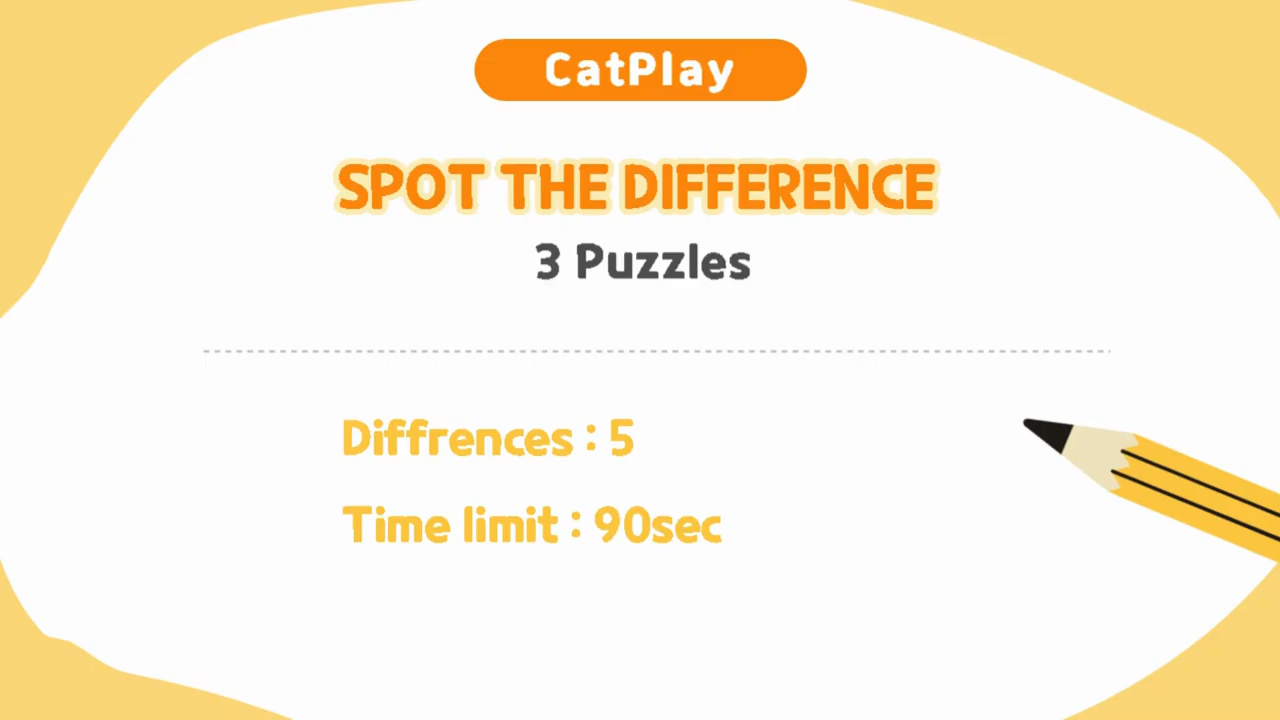 CatPlay
SPOT THE DIFFERENCE
3 Puzzles
Diffrences : 5
Time limit : 90sec